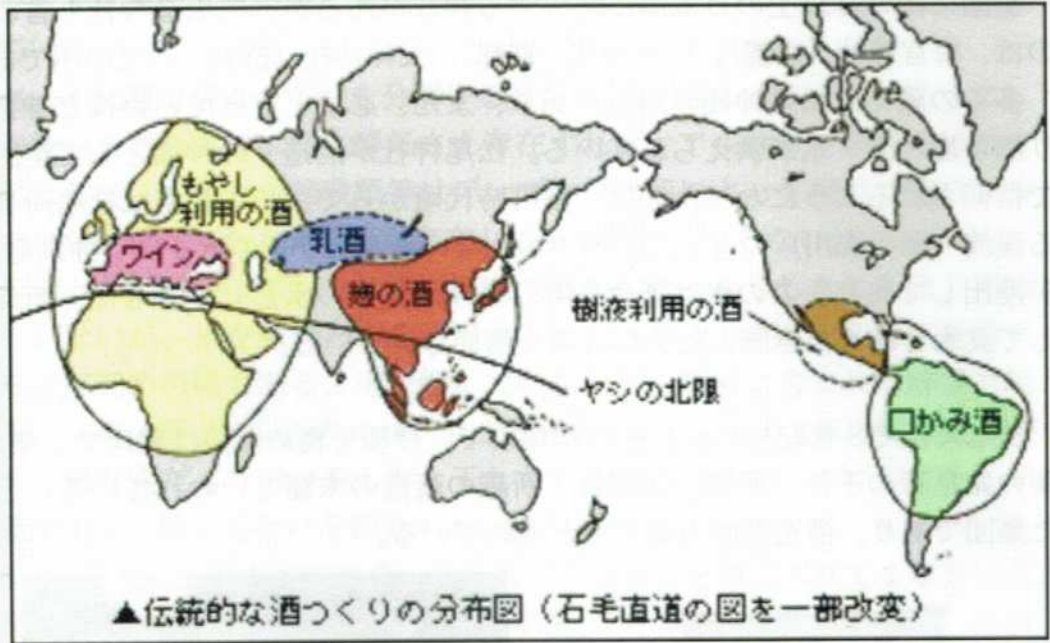 もやし
利用の酒
ワイン
乳酒
麹の酒
樹液利用の酒
ヤシの北限
口かみ酒
▲伝統的な酒つくりの分布図（石毛直道の図を一部改変）